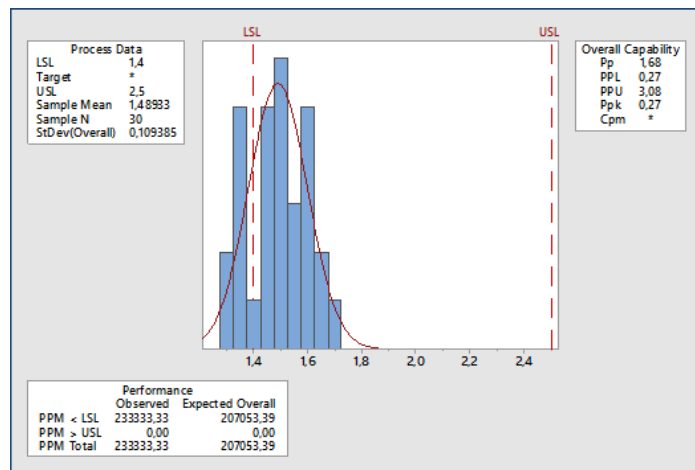 LSL USL
Process Data
LSL 1,4
Target *
USL 2,5
Sample Mean 1,48933
Sample N 30
StDev(Overall) 0,109385
Overall Capability
Pp 1,68
PPL 0,27
PPU 3,08
Ppk 0,27
Cpm *
1,4 1,6 1,8 2,0 2,2 2,4
Performance
Observed Expected Overall
PPM < LSL 233333,33 207053,39
PPM > USL 0,00 0,00
PPM Total 233333,33 207053,39